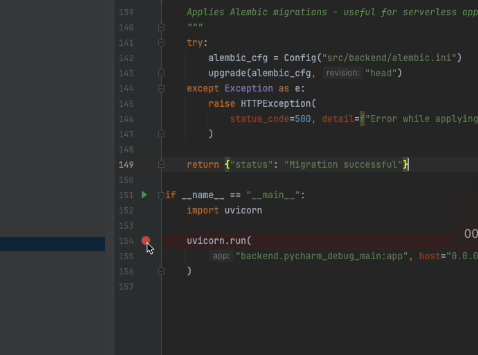 139 Applies Alembic migrations - useful for serverless app
140 """
141 try:
142 alembic_cfg = Config("src/backend/alembic.ini")
143 upgrade(alembic_cfg, revision: "head")
144 except Exception as e:
145 raise HTTPException(
146 status_code=500, detail=f"Error while applying
147 )
148
149 return {"status": "Migration successful"}
150
151 if __name__ == "__main__":
152 import uvicorn
153
154 uvicorn.run(
155 app: "backend.pycharm_debug_main:app", host="0.0.0
156 )
157
00